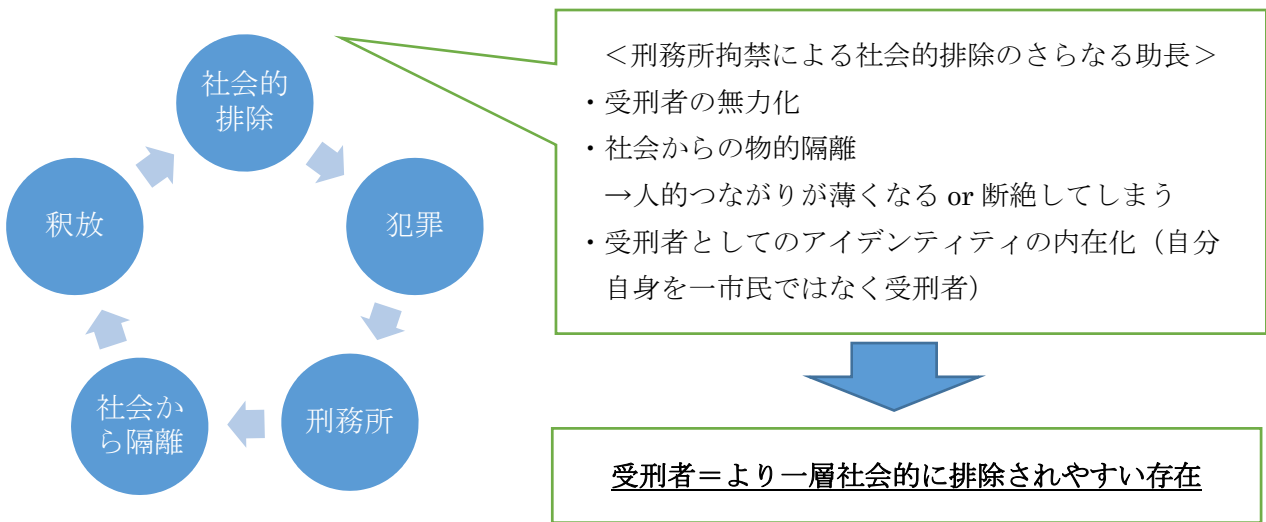 社会的
排除
犯罪
刑務所
社会か
ら隔離
釈放
＜刑務所拘禁による社会的排除のさらなる助長＞
・受刑者の無力化
・社会からの物的隔離
→人的つながりが薄くなる or 断絶してしまう
・受刑者としてのアイデンティティの内在化（自分
自身を一市民ではなく受刑者）
受刑者＝より一層社会的に排除されやすい存在